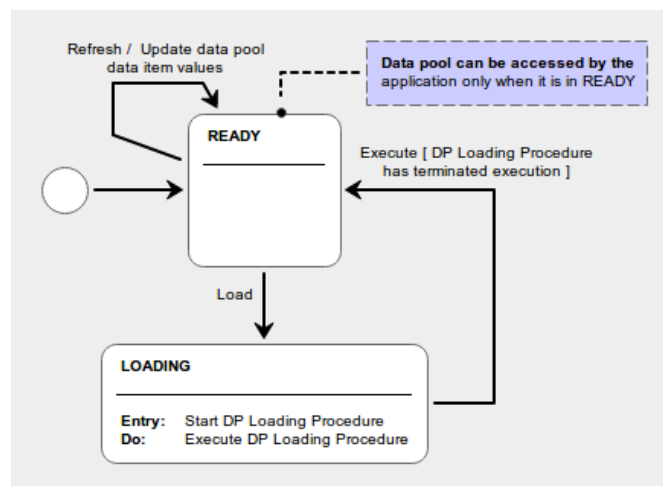 Refresh / Update data pool
data item values
Data pool can be accessed by the
application only when it is in READY
READY
Execute [ DP Loading Procedure
has terminated execution ]
Load
LOADING
Entry: Start DP Loading Procedure
Do: Execute DP Loading Procedure